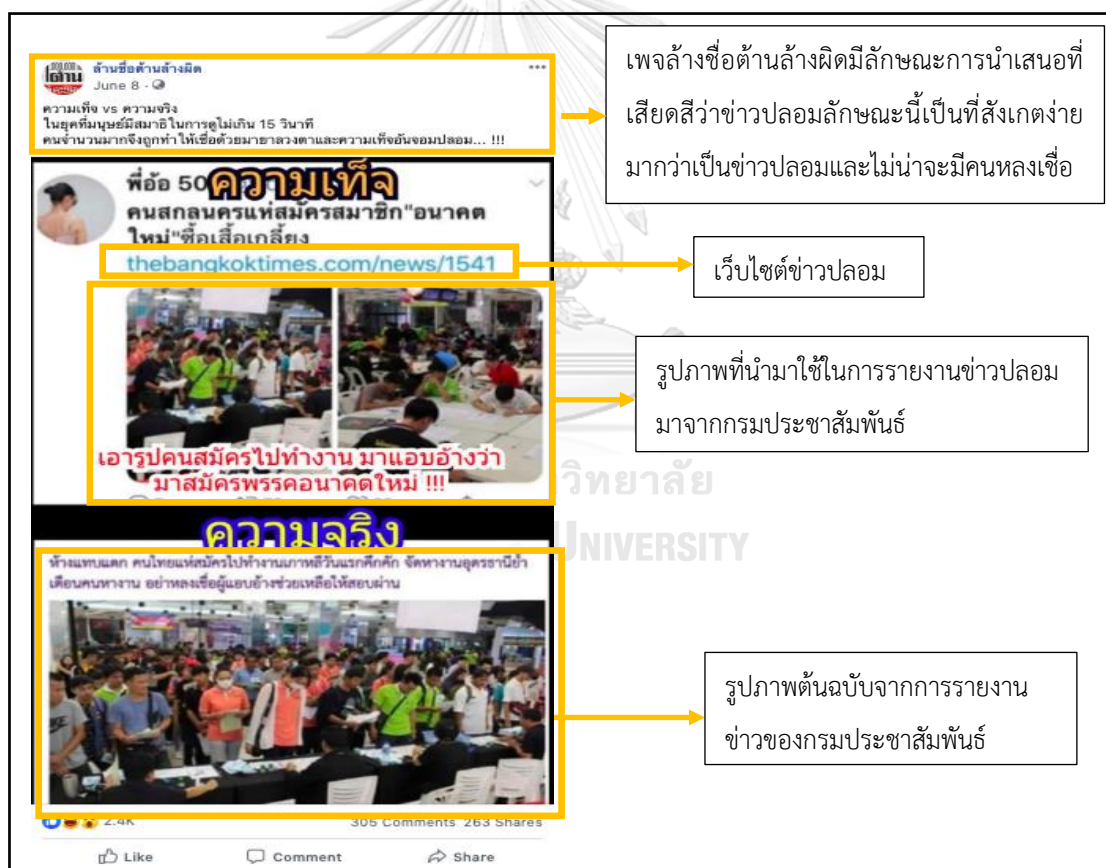 ล้านชื่อต้านล้างผิด
June 8
ความเท็จ vs ความจริง
ในยุคที่มนุษย์มีสมาธิในการดูไม่เกิน 15 วินาที
คนจำนวนมากจึงถูกทำให้เชื่อด้วยมายาลวงตาและความเท็จอันจอมปลอม... !!!
เพจล้างชื่อต้านล้างผิดมีลักษณะการนำเสนอที่
เสียดสีว่าข่าวปลอมลักษณะนี้เป็นที่สังเกตง่าย
มากว่าเป็นข่าวปลอมและไม่น่าจะมีคนหลงเชื่อ
พี่อ้อ 50
ความเท็จ
คนสกลนครแห่สมัครสมาชิก"อนาคต
ใหม่"ซื้อเสื้อเกลี้ยง
thebangkoktimes.com/news/1541
เว็บไซต์ข่าวปลอม
รูปภาพที่นำมาใช้ในการรายงานข่าวปลอม
มาจากกรมประชาสัมพันธ์
เอารูปคนสมัครไปทำงาน มาแอบอ้างว่า
มาสมัครพรรคอนาคตใหม่ !!!
วิทยาลัย
UNIVERSITY
ความจริง
ห้างแทบแตก คนไทยแห่สมัครไปทำงานเกาหลีวันแรกคึกคัก จัดหางานอุดรธานีย้ำ
เตือนคนหางาน อย่าหลงเชื่อผู้แอบอ้างช่วยเหลือให้สอบผ่าน
รูปภาพต้นฉบับจากการรายงาน
ข่าวของกรมประชาสัมพันธ์
2.4K
305 Comments 263 Shares
Like Comment Share